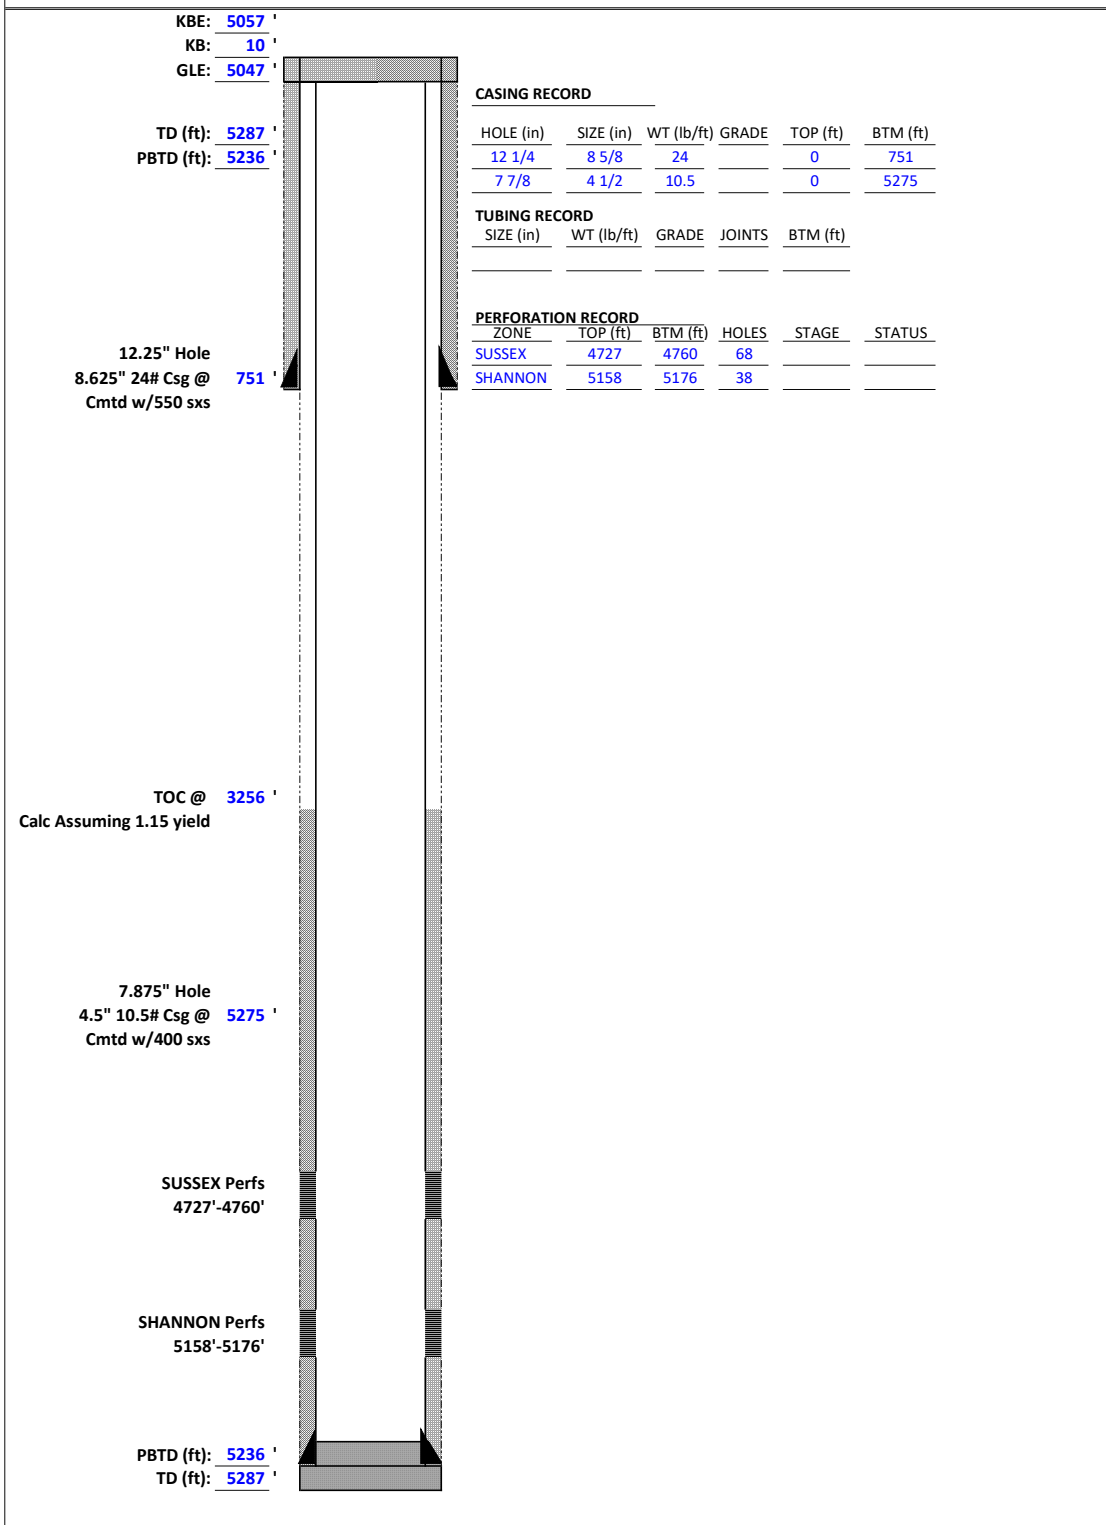 KBE: 5057 '
KB: 10 '
GLE: 5047 '
CASING RECORD
TD (ft): 5287 '
HOLE (in) SIZE (in) WT (lb/ft) GRADE TOP (ft) BTM (ft)
PBTD (ft): 5236 '
12 1/4 8 5/8 24 0 751
7 7/8 4 1/2 10.5 0 5275
TUBING RECORD
SIZE (in) WT (lb/ft) GRADE JOINTS BTM (ft)
PERFORATION RECORD
ZONE TOP (ft) BTM (ft) HOLES STAGE STATUS
SUSSEX 4727 4760 68
SHANNON 5158 5176 38
12.25" Hole
8.625" 24# Csg @ 751 '
Cmtd w/550 sxs
TOC @ 3256 '
Calc Assuming 1.15 yield
7.875" Hole
4.5" 10.5# Csg @ 5275 '
Cmtd w/400 sxs
SUSSEX Perfs
4727'-4760'
SHANNON Perfs
5158'-5176'
PBTD (ft): 5236 '
TD (ft): 5287 '